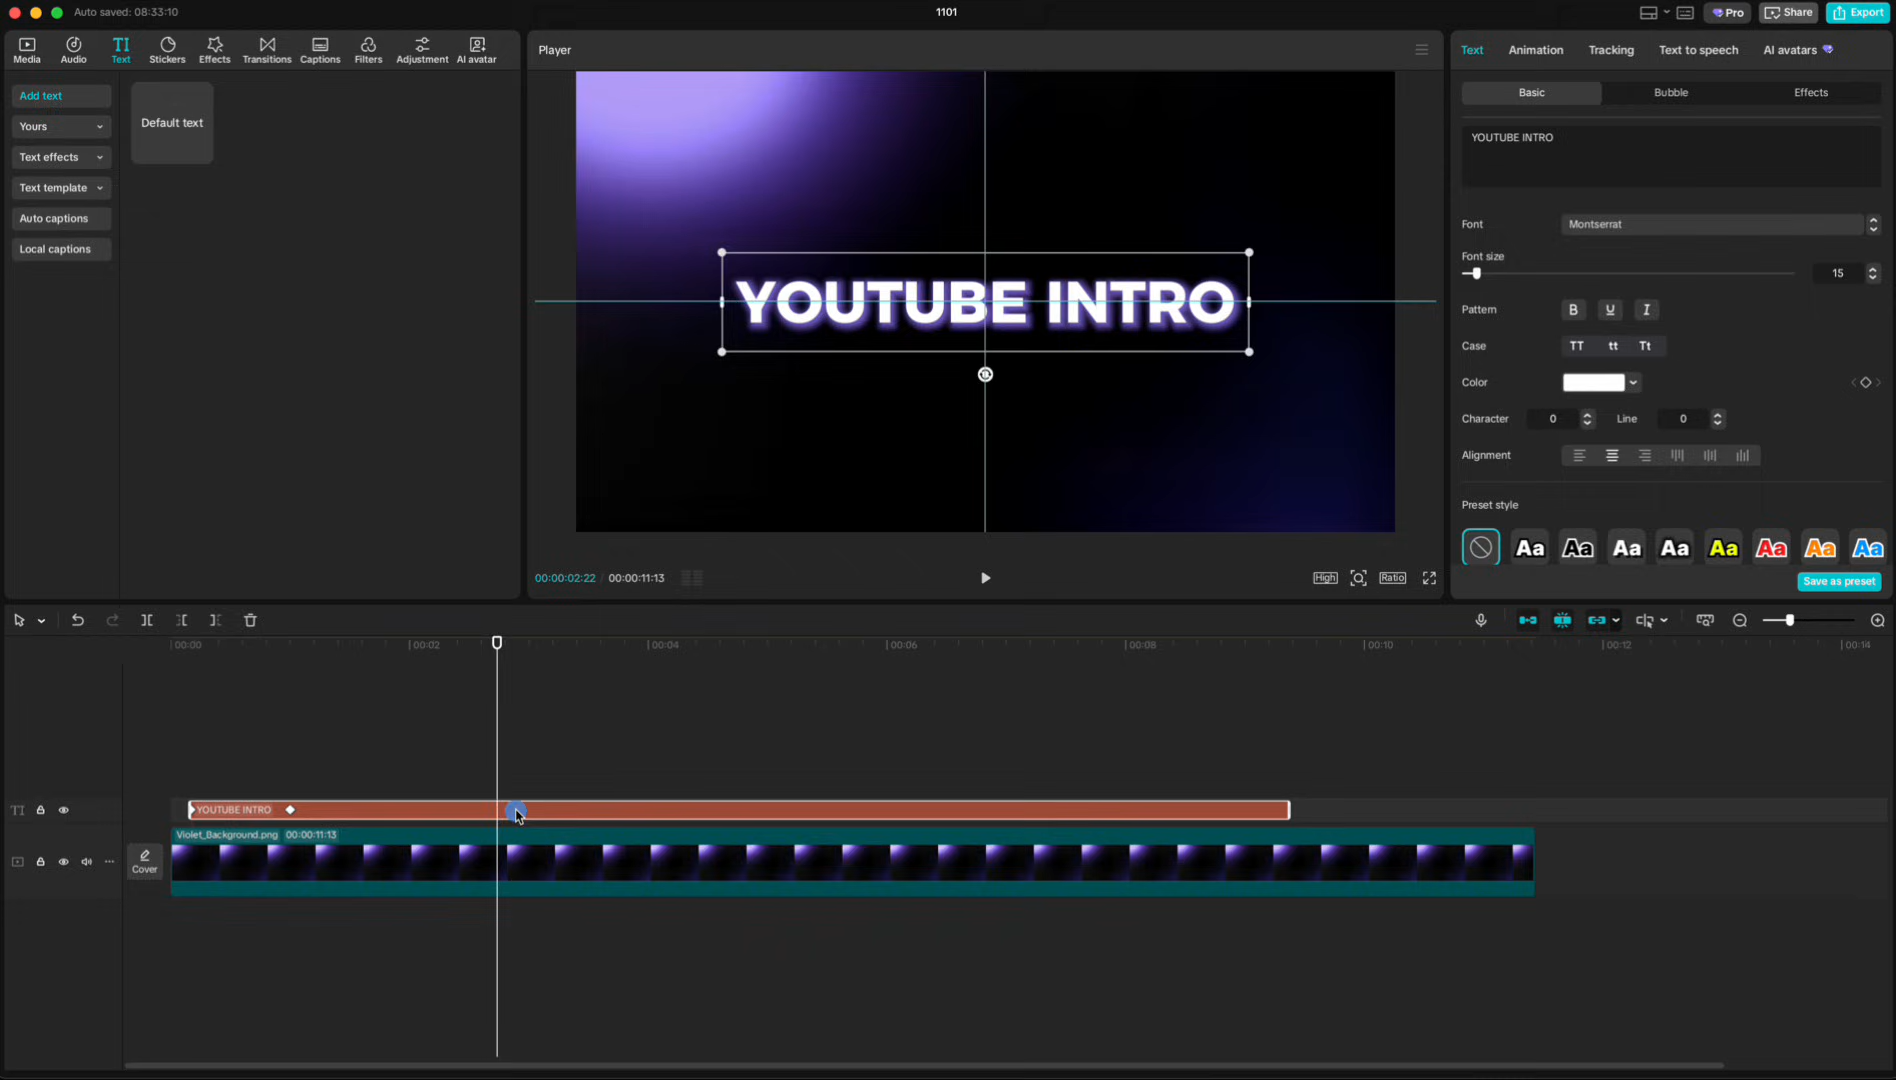 Auto saved: 08:33:10
1101
Pro
Share
Export
Media
Audio
TI
Text
Stickers
Effects
Transitions
Captions
Filters
Adjustment
AI avatar
Add text
Yours
Text effects
Text template
Auto captions
Local captions
Default text
Player
YOUTUBE INTRO
00:00:02:22 / 00:00:11:13
High
Ratio
Text
Animation
Tracking
Text to speech
AI avatars
Basic
Bubble
Effects
YOUTUBE INTRO
Font
Montserrat
Font size
15
Pattern
B U I
Case
TT tt Tt
Color
Character
0
Line
0
Alignment
Preset style
Aa Aa Aa Aa Aa Aa Aa Aa
Save as preset
00:00
00:02
00:04
00:06
00:08
00:10
00:12
00:14
TI
YOUTUBE INTRO
Violet_Background.png 00:00:11:13
Cover